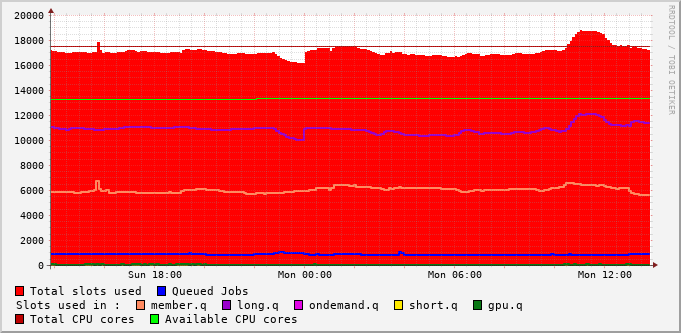 20000
18000
16000
14000
12000
10000
8000
6000
4000
2000
0
Sun 18:00 Mon 00:00 Mon 06:00 Mon 12:00
Total slots used Queued Jobs
Slots used in : member.q long.q ondemand.q short.q gpu.q
Total CPU cores Available CPU cores
RRDTOOL / TOBI OETIKER